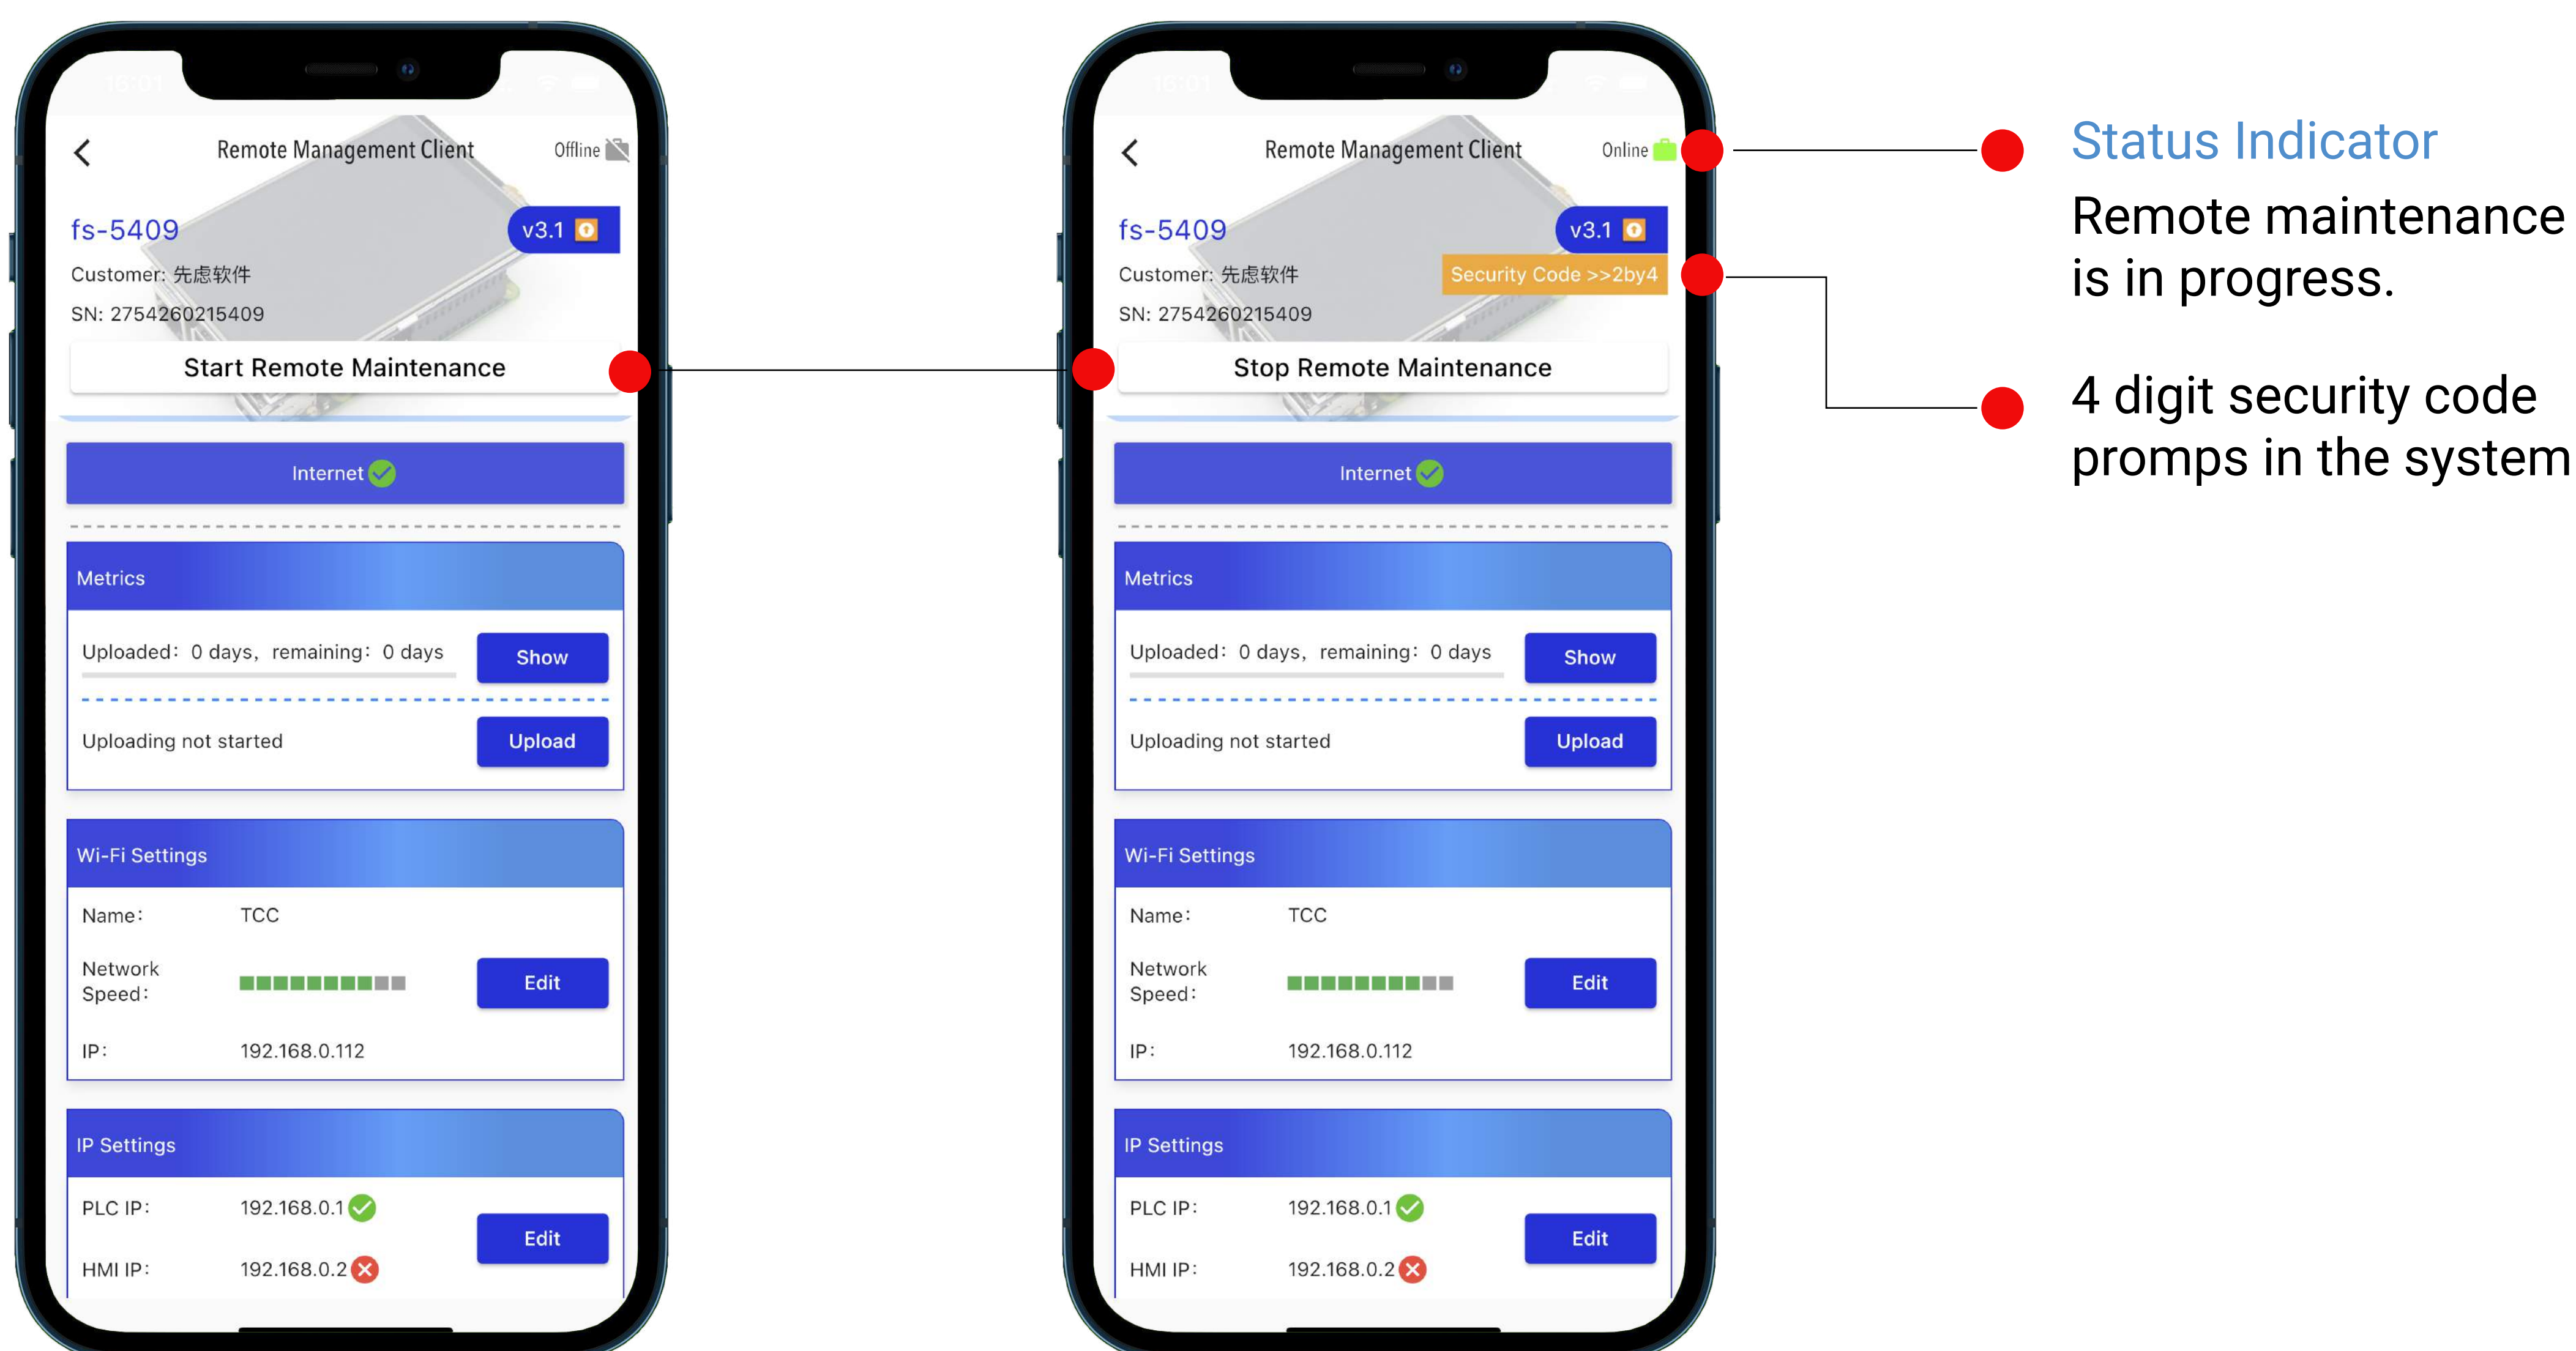 16:01
Remote Management Client
Offline
fs-5409
v3.1
Customer: 先虑软件
SN: 2754260215409
Start Remote Maintenance
Internet
Metrics
Uploaded: 0 days, remaining: 0 days
Show
Uploading not started
Upload
Wi-Fi Settings
Name:
TCC
Network
Speed:
Edit
IP:
192.168.0.112
IP Settings
PLC IP:
192.168.0.1
Edit
HMI IP:
192.168.0.2
16:01
Remote Management Client
Online
fs-5409
v3.1
Customer: 先虑软件
Security Code >>2by4
SN: 2754260215409
Stop Remote Maintenance
Internet
Metrics
Uploaded: 0 days, remaining: 0 days
Show
Uploading not started
Upload
Wi-Fi Settings
Name:
TCC
Network
Speed:
Edit
IP:
192.168.0.112
IP Settings
PLC IP:
192.168.0.1
Edit
HMI IP:
192.168.0.2
Status Indicator
Remote maintenance
is in progress.
4 digit security code
promps in the system